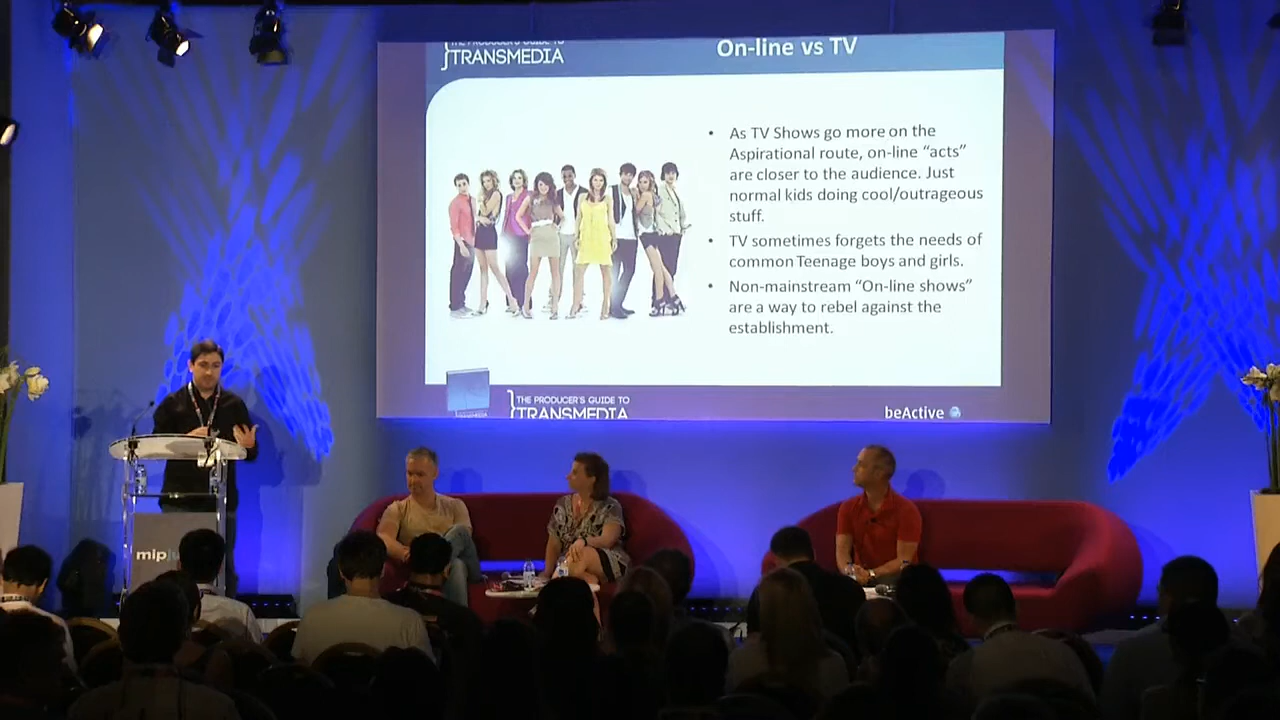 THE PRODUCER'S GUIDE TO
TRANSMEDIA
On-line vs TV
• As TV Shows go more on the
Aspirational route, on-line “acts”
are closer to the audience. Just
normal kids doing cool/outrageous
stuff.
• TV sometimes forgets the needs of
common Teenage boys and girls.
• Non-mainstream “On-line shows”
are a way to rebel against the
establishment.
THE PRODUCER'S GUIDE TO
TRANSMEDIA
beActive
mip